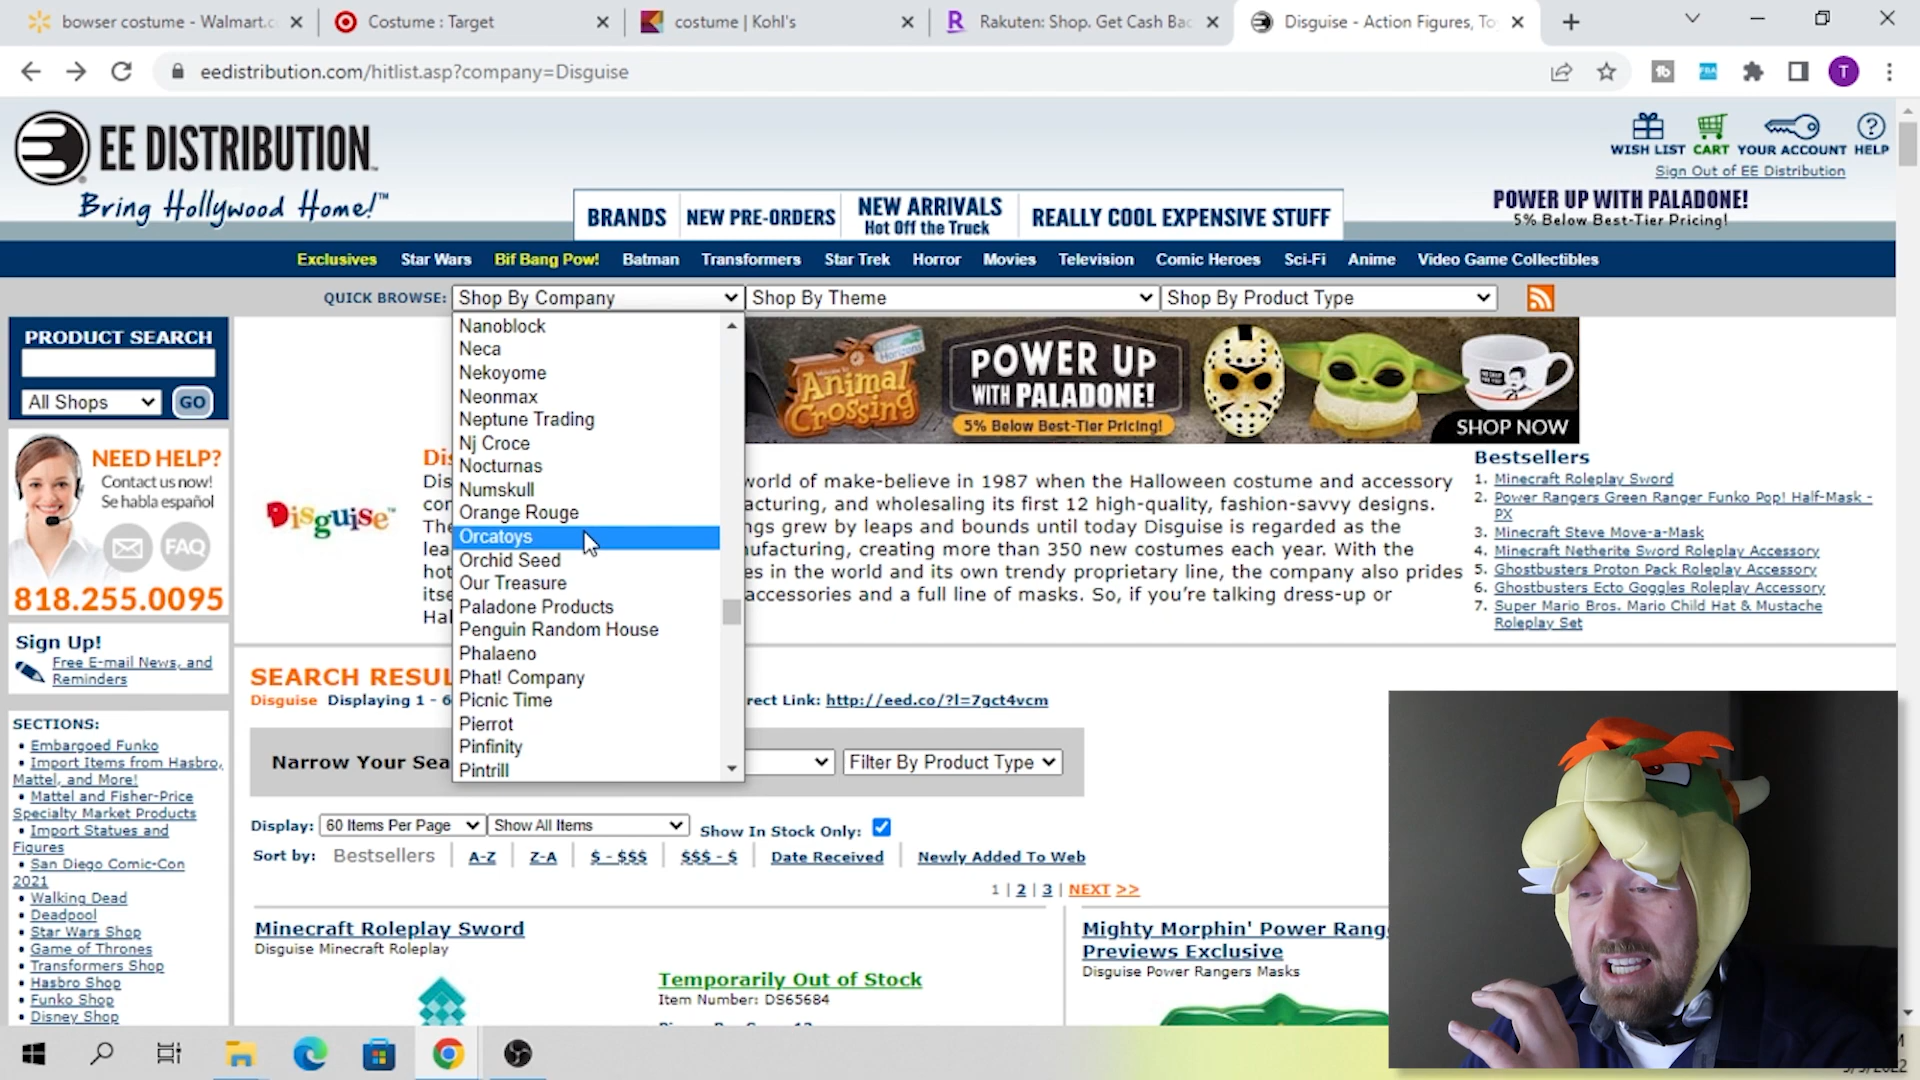 bowser costume - Walmart.c
Costume : Target
costume | Kohl's
Rakuten: Shop. Get Cash Bac
Disguise - Action Figures, To
eedistribution.com/hitlist.asp?company=Disguise
T
EE DISTRIBUTION
Bring Hollywood Home!™
WISH LIST CART YOUR ACCOUNT HELP
Sign Out of EE Distribution
BRANDS NEW PRE-ORDERS NEW ARRIVALS REALLY COOL EXPENSIVE STUFF
Hot Off the Truck
POWER UP WITH PALADONE!
5% Below Best-Tier Pricing!
Exclusives Star Wars Bif Bang Pow! Batman Transformers Star Trek Horror Movies Television Comic Heroes Sci-Fi Anime Video Game Collectibles
QUICK BROWSE: Shop By Company Shop By Theme Shop By Product Type
PRODUCT SEARCH
All Shops GO
NEED HELP?
Contact us now!
Se habla español
FAQ
818.255.0095
Sign Up!
Free E-mail News, and
Reminders
SECTIONS:
Embargoed Funko
Import Items from Hasbro,
Mattel, and More!
Mattel and Fisher-Price
Specialty Market Products
Import Statues and
Figures
San Diego Comic-Con
2021
Walking Dead
Deadpool
Star Wars Shop
Game of Thrones
Transformers Shop
Hasbro Shop
Funko Shop
Disney Shop
Nanoblock
Neca
Nekoyome
Neonmax
Neptune Trading
Nj Croce
Nocturnas
Numskull
Orange Rouge
Orcatoys
Orchid Seed
Our Treasure
Paladone Products
Penguin Random House
Phalaeno
Phat! Company
Picnic Time
Pierrot
Pinfinity
Pintrill
Animal
Crossing
Horizons
POWER UP
WITH PALADONE!
5% Below Best-Tier Pricing!
SHOP NOW
Disguise
Di
Dis world of make-believe in 1987 when the Halloween costume and accessory
co acturing, and wholesaling its first 12 high-quality, fashion-savvy designs.
The ngs grew by leaps and bounds until today Disguise is regarded as the
lea ufacturing, creating more than 350 new costumes each year. With the
hot es in the world and its own trendy proprietary line, the company also prides
itse accessories and a full line of masks. So, if you're talking dress-up or
Hal
Bestsellers
1. Minecraft Roleplay Sword
2. Power Rangers Green Ranger Funko Pop! Half-Mask -
PX
3. Minecraft Steve Move-a-Mask
4. Minecraft Netherite Sword Roleplay Accessory
5. Ghostbusters Proton Pack Roleplay Accessory
6. Ghostbusters Ecto Goggles Roleplay Accessory
7. Super Mario Bros. Mario Child Hat & Mustache
Roleplay Set
SEARCH RESUL
Disguise Displaying 1 - 6 rect Link: http://eed.co/?l=7gct4vcm
Narrow Your Sea Filter By Product Type
Display: 60 Items Per Page Show All Items Show In Stock Only:
Sort by: Bestsellers | A-Z | Z-A | $ - $$$ | $$$ - $ | Date Received | Newly Added To Web
1 | 2 | 3 | NEXT >>
Minecraft Roleplay Sword
Disguise Minecraft Roleplay
Temporarily Out of Stock
Item Number: DS65684
Mighty Morphin' Power Rang
Previews Exclusive
Disguise Power Rangers Masks